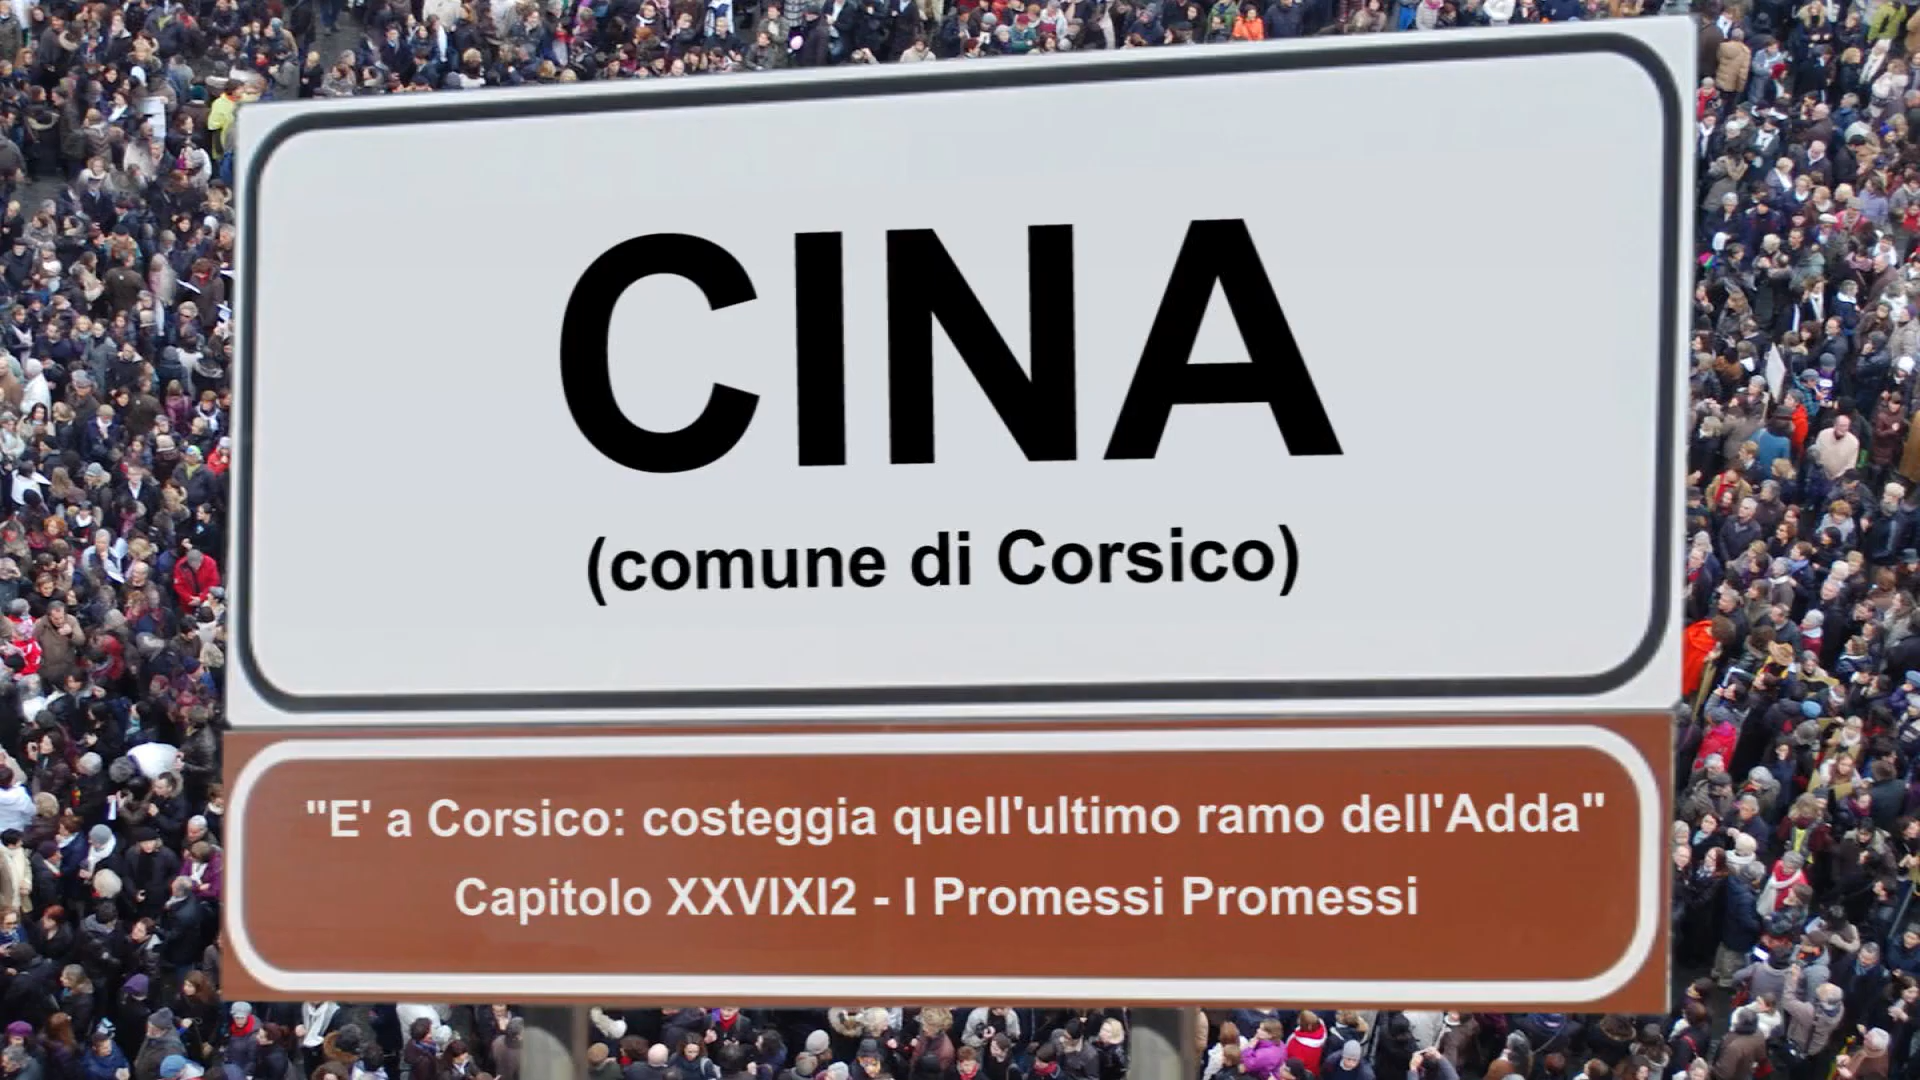 CINA
(comune di Corsico)
"E' a Corsico: costeggia quell'ultimo ramo dell'Adda"
Capitolo XXVIXI2 - I Promessi Promessi